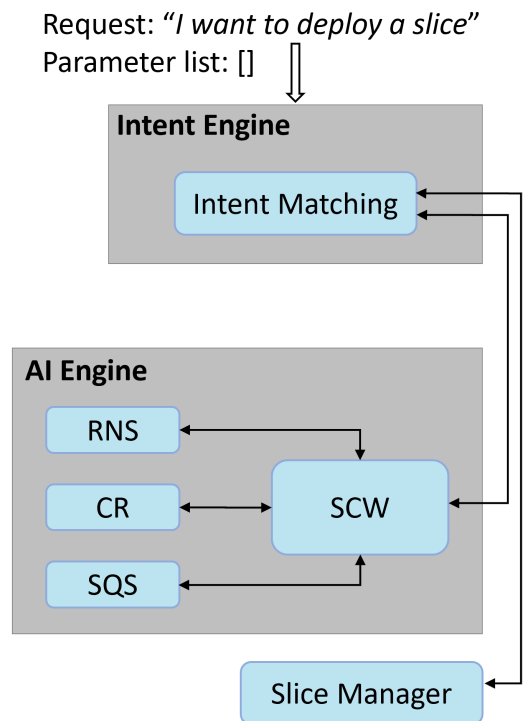 Request: “I want to deploy a slice”
Parameter list: []
Intent Engine
Intent Matching
AI Engine
RNS
CR
SCW
SQS
Slice Manager